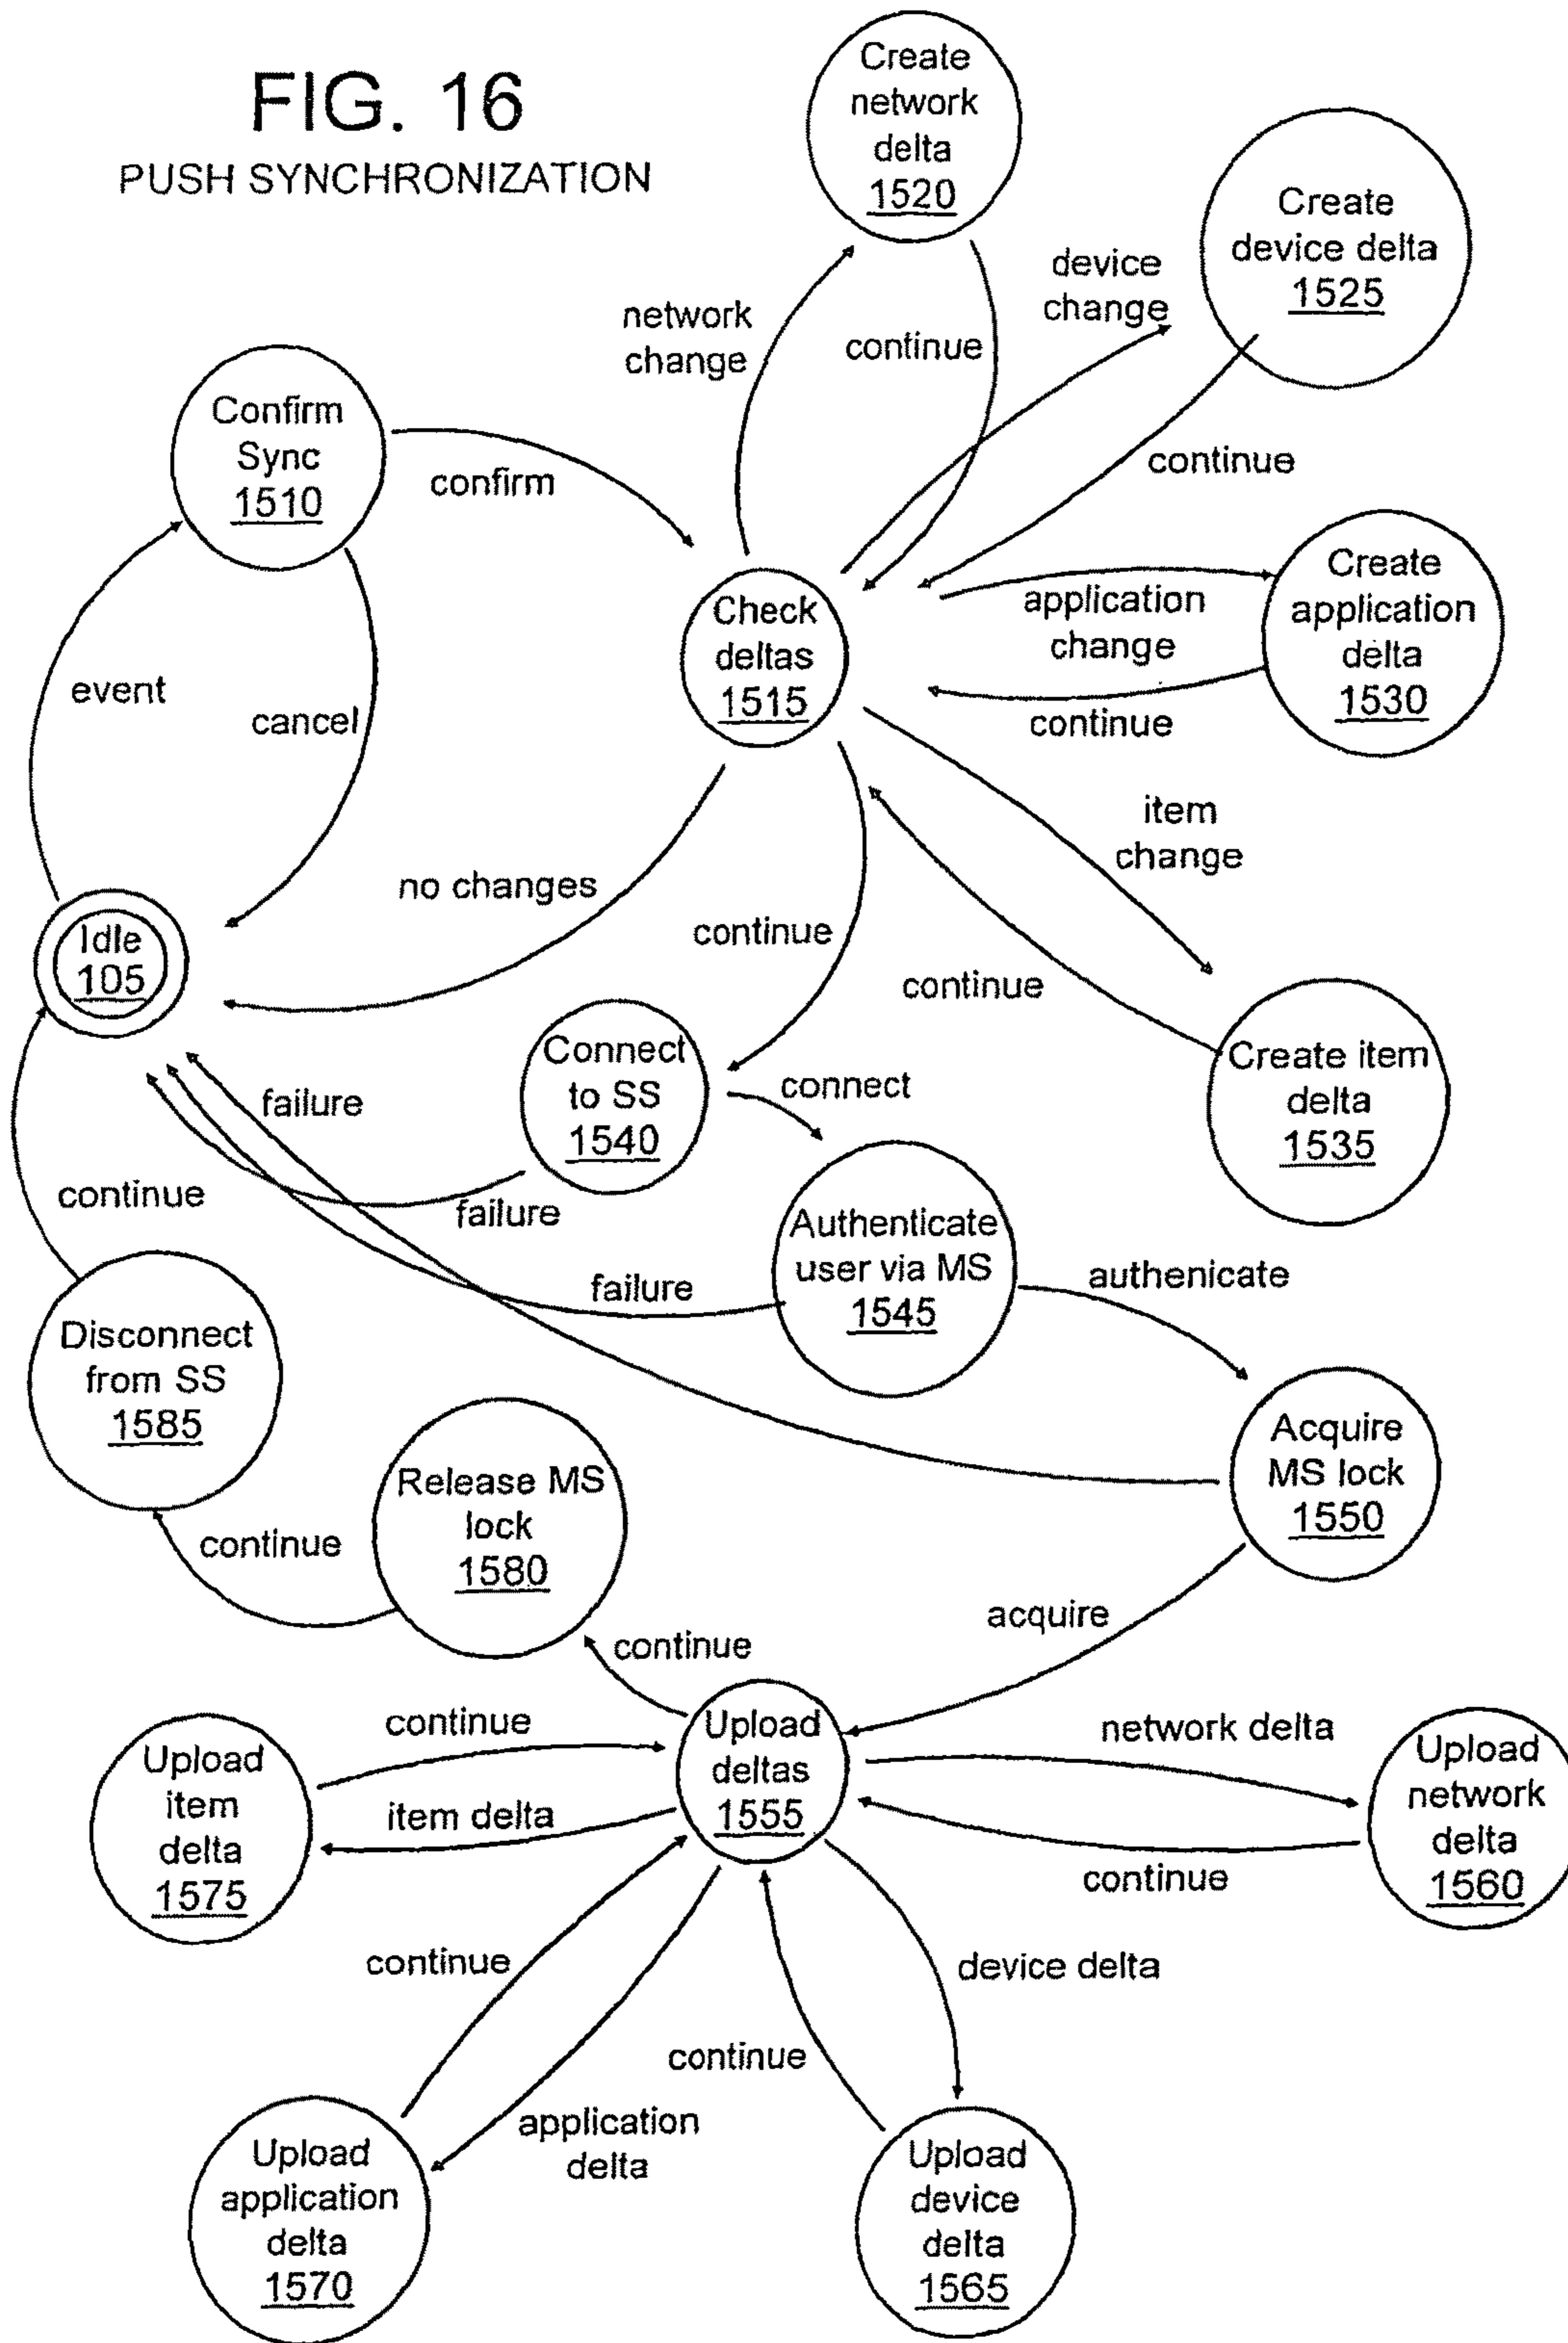 FIG. 16
PUSH SYNCHRONIZATION
Create
network
delta
1520
Create
device delta
1525
device
change
network
change
continue
Confirm
Sync
1510
confirm
continue
Create
application
delta
1530
application
change
continue
Check
deltas
1515
event
cancel
item
change
no changes
continue
continue
Idle
105
Connect
to SS
1540
connect
Create item
delta
1535
failure
failure
continue
Authenticate
user via MS
1545
failure
authenicate
Disconnect
from SS
1585
Acquire
MS lock
1550
Release MS
lock
1580
continue
acquire
continue
Upload
deltas
1555
continue
network delta
Upload
network
delta
1560
Upload
item
delta
1575
item delta
continue
continue
device delta
continue
application
delta
Upload
application
delta
1570
Upload
device
delta
1565